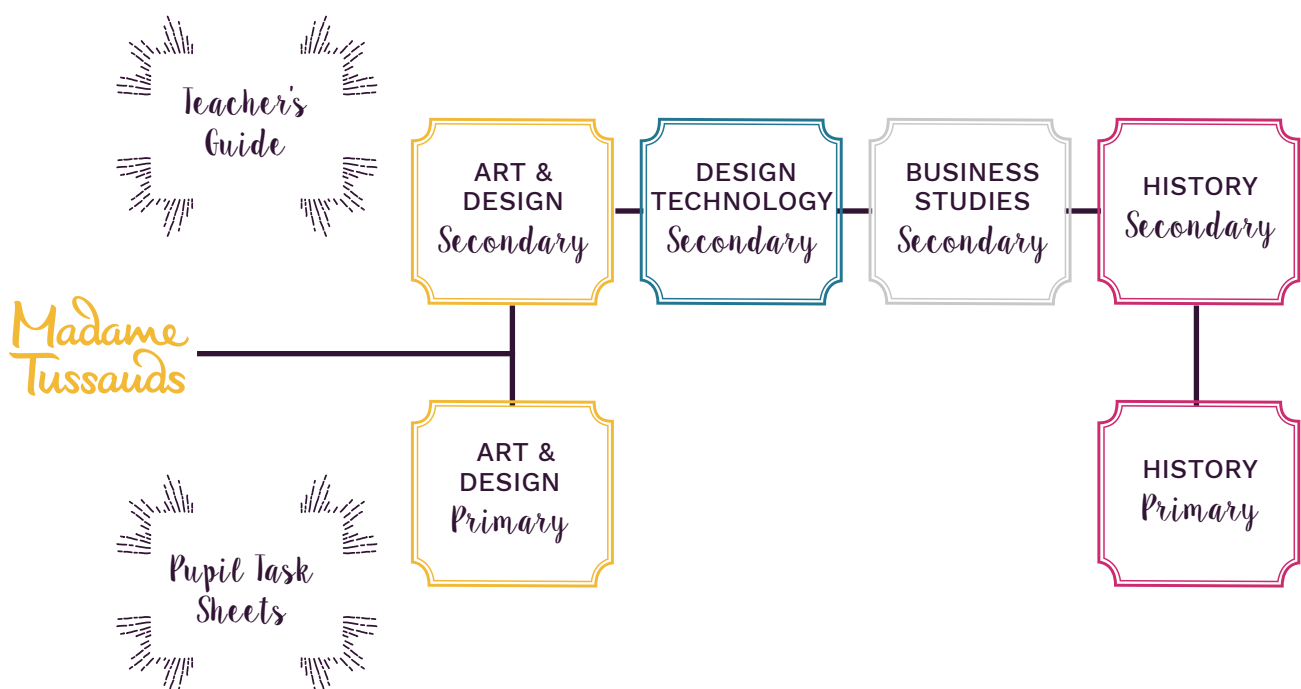 Teacher's
Guide
ART &
DESIGN
Secondary
DESIGN
TECHNOLOGY
Secondary
BUSINESS
STUDIES
Secondary
HISTORY
Secondary
Madame
Tussauds
ART &
DESIGN
Primary
HISTORY
Primary
Pupil Task
Sheets